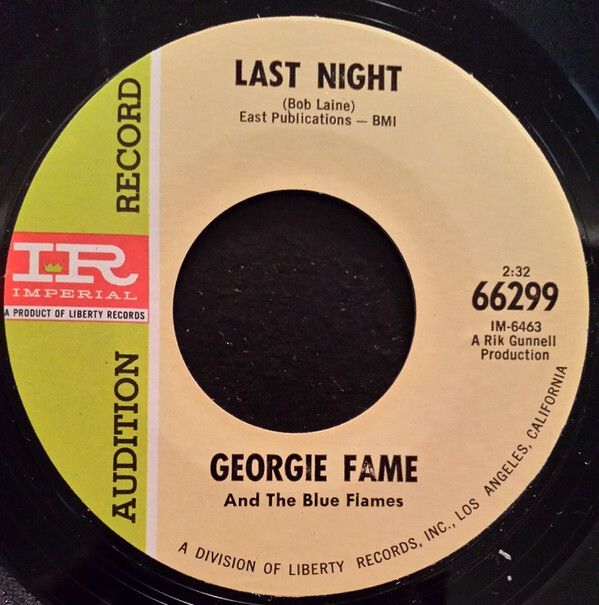 LAST NIGHT
(Bob Laine)
East Publications — BMI
AUDITION RECORD
IR
IMPERIAL
A PRODUCT OF LIBERTY RECORDS
2:32
66299
IM-6463
A Rik Gunnell
Production
GEORGIE FAME
And The Blue Flames
A DIVISION OF LIBERTY RECORDS, INC., LOS ANGELES, CALIFORNIA